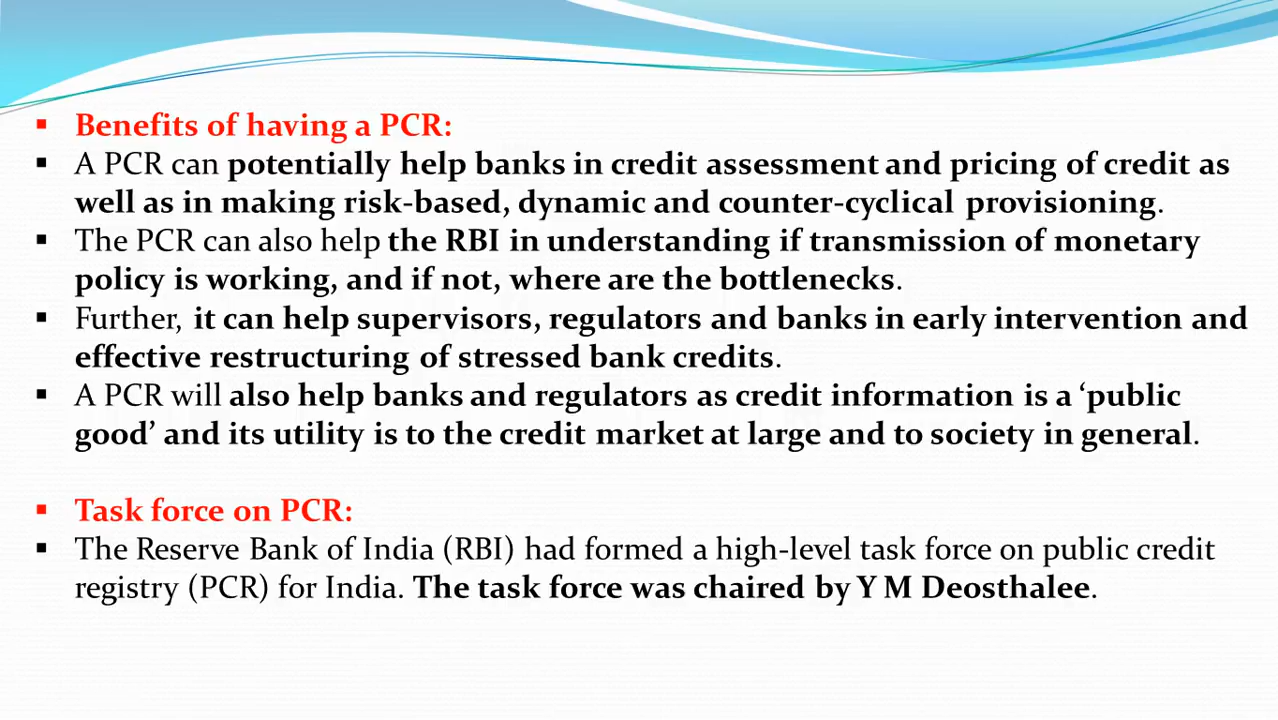 ▪ Benefits of having a PCR:
▪ A PCR can potentially help banks in credit assessment and pricing of credit as
well as in making risk-based, dynamic and counter-cyclical provisioning.
▪ The PCR can also help the RBI in understanding if transmission of monetary
policy is working, and if not, where are the bottlenecks.
▪ Further, it can help supervisors, regulators and banks in early intervention and
effective restructuring of stressed bank credits.
▪ A PCR will also help banks and regulators as credit information is a ‘public
good’ and its utility is to the credit market at large and to society in general.
▪ Task force on PCR:
▪ The Reserve Bank of India (RBI) had formed a high-level task force on public credit
registry (PCR) for India. The task force was chaired by Y M Deosthalee.